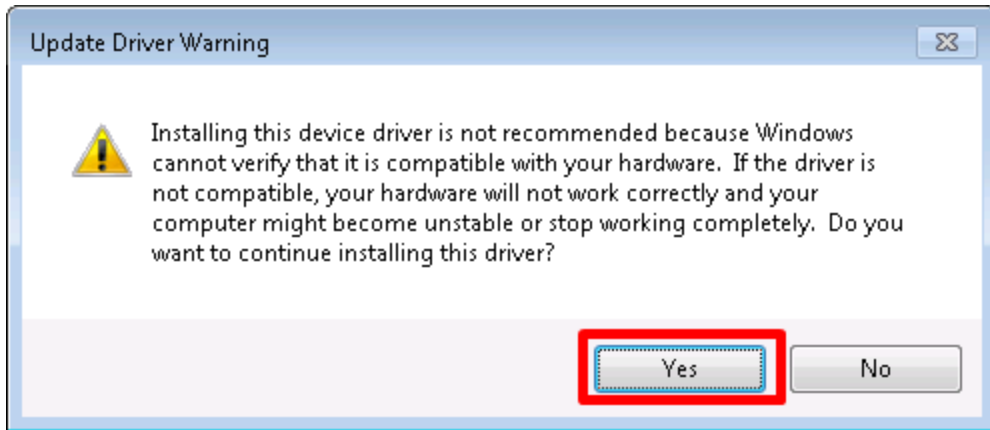 Update Driver Warning
Installing this device driver is not recommended because Windows
cannot verify that it is compatible with your hardware.  If the driver is
not compatible, your hardware will not work correctly and your
computer might become unstable or stop working completely.  Do you
want to continue installing this driver?
Yes
No